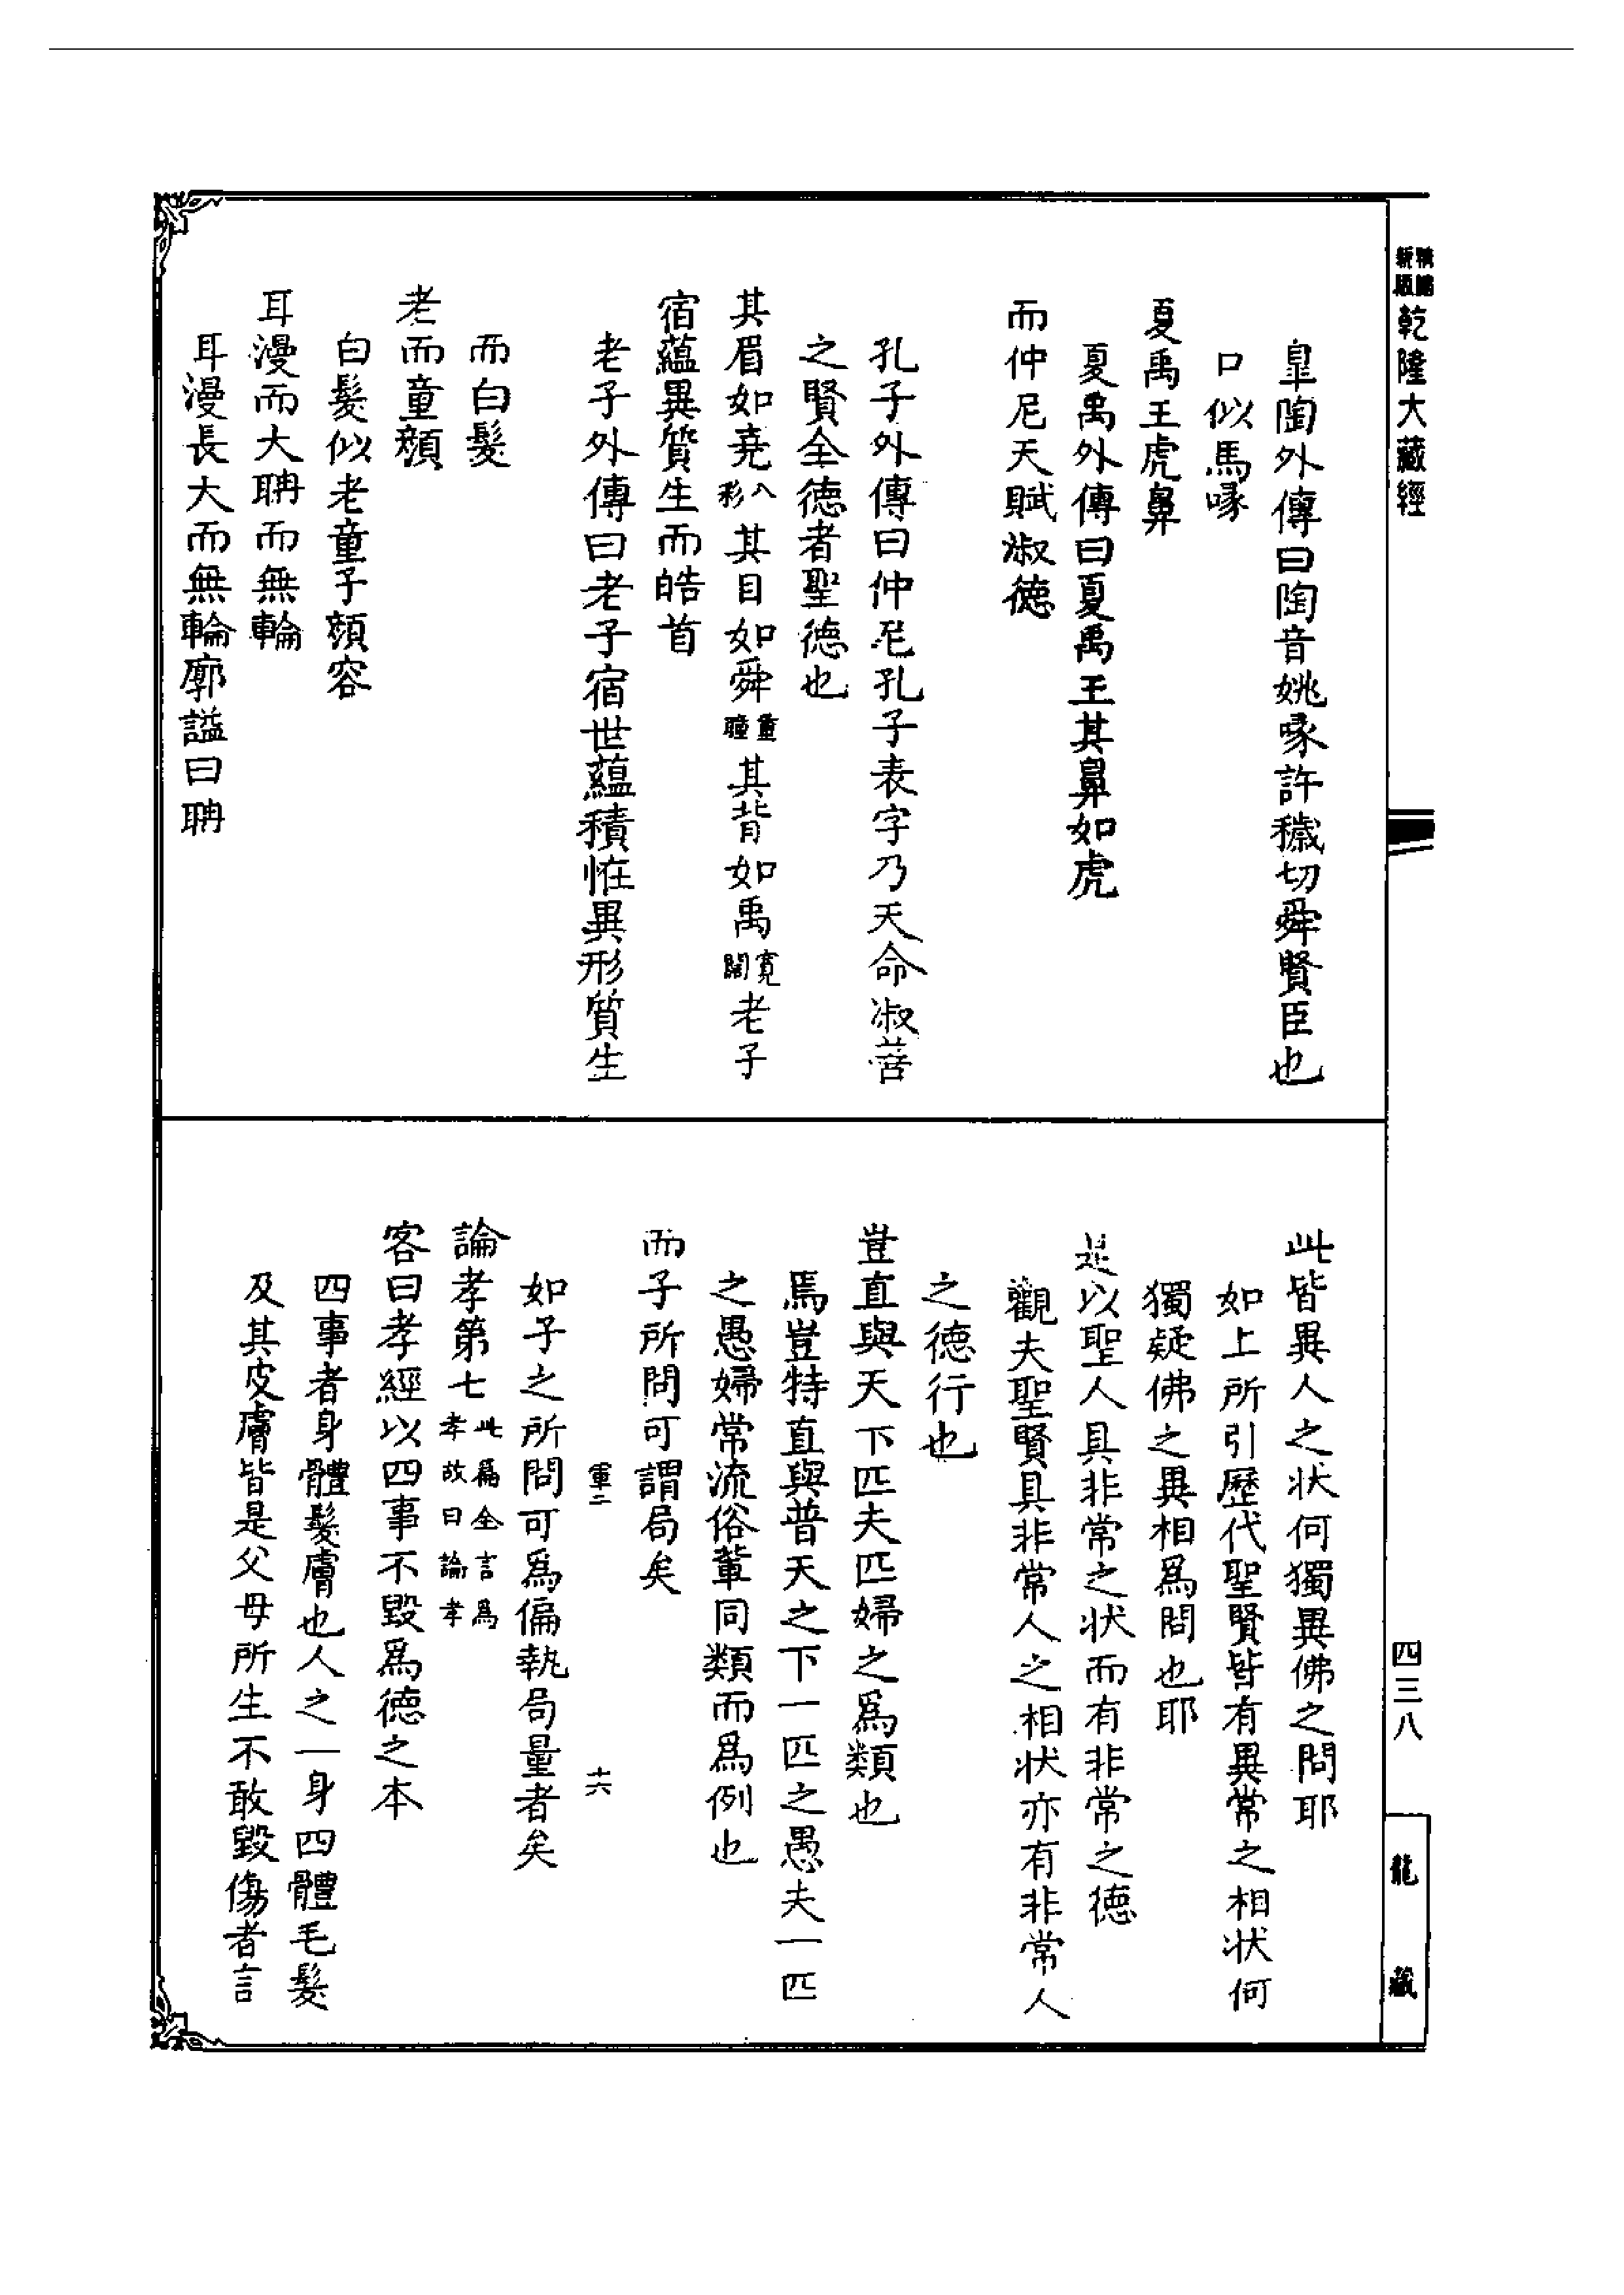 精緻新版
乾隆大藏經
四三八
龍藏
皐陶外傳曰陶音姚喙許穢切舜賢臣也
口似馬喙
夏禹王虎鼻
夏禹外傳曰夏禹王其鼻如虎
而仲尼天賦淑德
孔子外傳曰仲尼孔子表字乃天命淑善
之賢全德者聖德也
其眉如堯八彩其目如舜重瞳其背如禹寬闊老子
宿蘊異質生而皓首
老子外傳曰老子宿世蘊積恠異形質生
而白髮
老而童顏
白髮似老童子顏容
耳漫而大聃而無輪
耳漫長大而無輪廓謚曰聃
此皆異人之状何獨異佛之問耶
如上所引歷代聖賢皆有異常之相状何
獨疑佛之異相爲問也耶
是以聖人具非常之状而有非常之德
觀夫聖賢具非常人之相状亦有非常人
之德行也
豈直與天下匹夫匹婦之爲類也
焉豈特直與普天之下一匹之愚夫一匹
之愚婦常流俗輩同類而爲例也
而子所問可謂局矣
軍二 十六
如子之所問可爲偏執局量者矣
論孝第七此篇全言爲孝故曰論孝
客曰孝經以四事不毀爲德之本
四事者身體髮膚也人之一身四體毛髮
及其皮膚皆是父母所生不敢毀傷者言